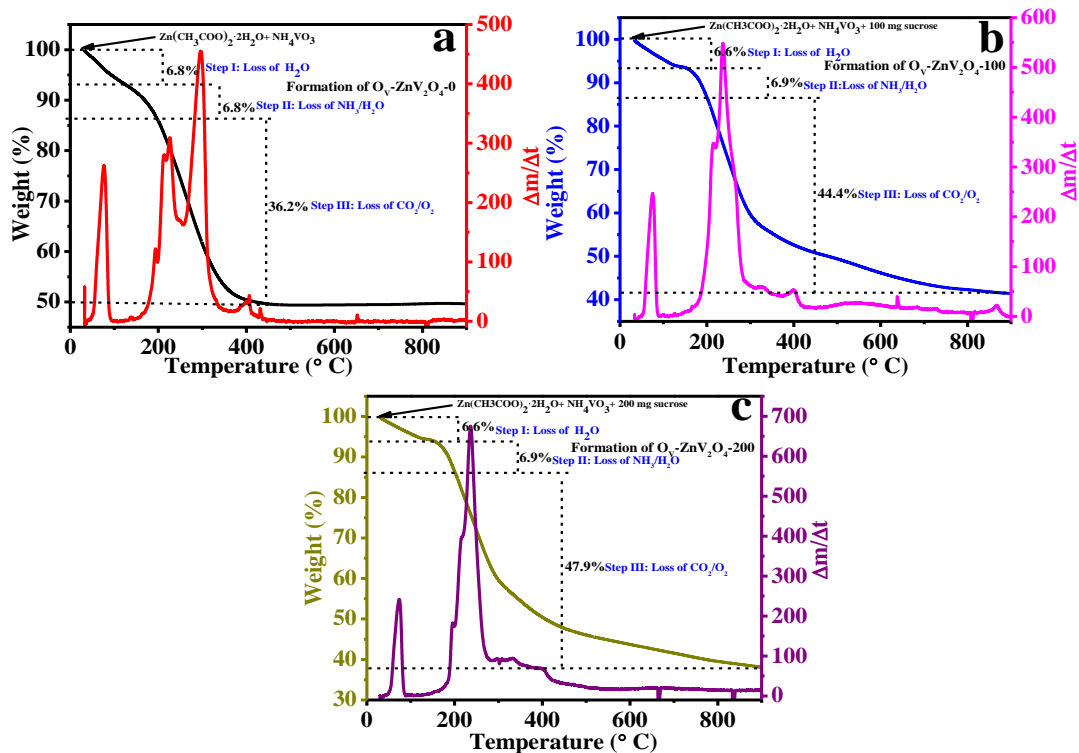 a
Zn(CH₃COO)₂·2H₂O+ NH₄VO₃
6.8% Step I: Loss of H₂O
Formation of Oᵥ-ZnV₂O₄-0
6.8% Step II: Loss of NH₃/H₂O
36.2% Step III: Loss of CO₂/O₂
Weight (%)
100
90
80
70
60
50
Δm/Δt
500
400
300
200
100
0
0 200 400 600 800
Temperature (° C)
b
Zn(CH3COO)₂·2H₂O+ NH₄VO₃+ 100 mg sucrose
6.6% Step I: Loss of H₂O
Formation of Oᵥ-ZnV₂O₄-100
6.9% Step II:Loss of NH₃/H₂O
44.4% Step III: Loss of CO₂/O₂
Weight (%)
100
90
80
70
60
50
40
Δm/Δt
600
500
400
300
200
100
0
0 200 400 600 800
Temperature (° C)
c
Zn(CH3COO)₂·2H₂O+ NH₄VO₃+ 200 mg sucrose
6.6% Step I: Loss of H₂O
Formation of Oᵥ-ZnV₂O₄-200
6.9% Step II: Loss of NH₃/H₂O
47.9% Step III: Loss of CO₂/O₂
Weight (%)
100
90
80
70
60
50
40
30
Δm/Δt
700
600
500
400
300
200
100
0
0 200 400 600 800
Temperature (° C)